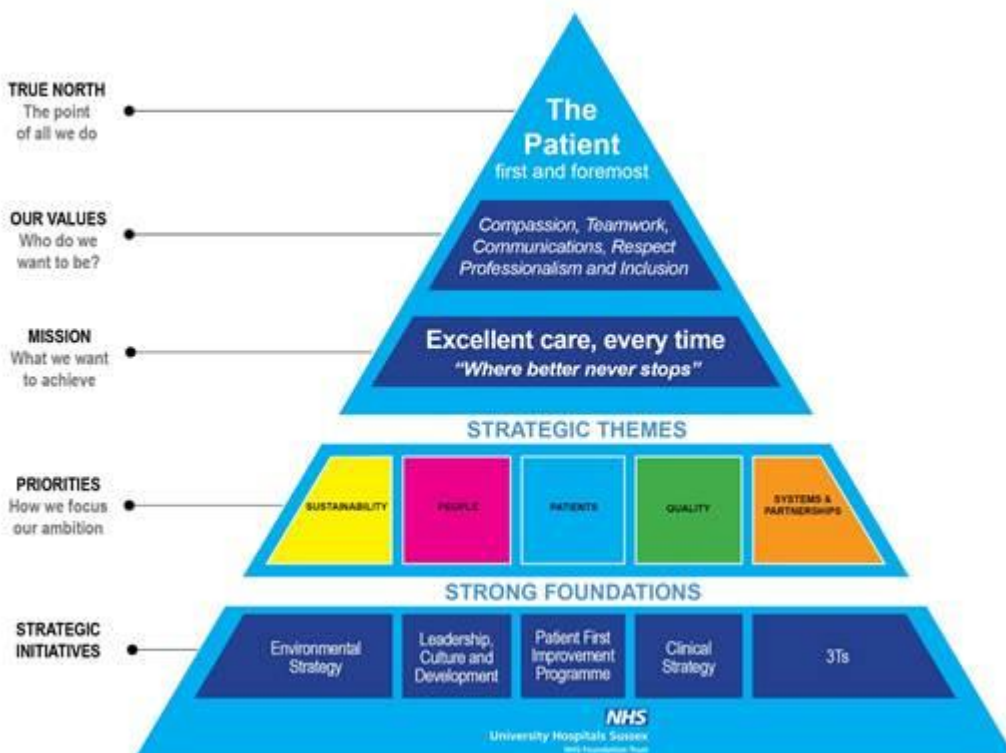 TRUE NORTH
The point
of all we do
The
Patient
first and foremost
OUR VALUES
Who do we
want to be?
Compassion, Teamwork,
Communications, Respect
Professionalism and Inclusion
MISSION
What we want
to achieve
Excellent care, every time
“Where better never stops”
STRATEGIC THEMES
PRIORITIES
How we focus
our ambition
SUSTAINABILITY
PEOPLE
PATIENTS
QUALITY
SYSTEMS &
PARTNERSHIPS
STRONG FOUNDATIONS
STRATEGIC
INITIATIVES
Environmental
Strategy
Leadership,
Culture and
Development
Patient First
Improvement
Programme
Clinical
Strategy
3Ts
NHS
University Hospitals Sussex
NHS Foundation Trust